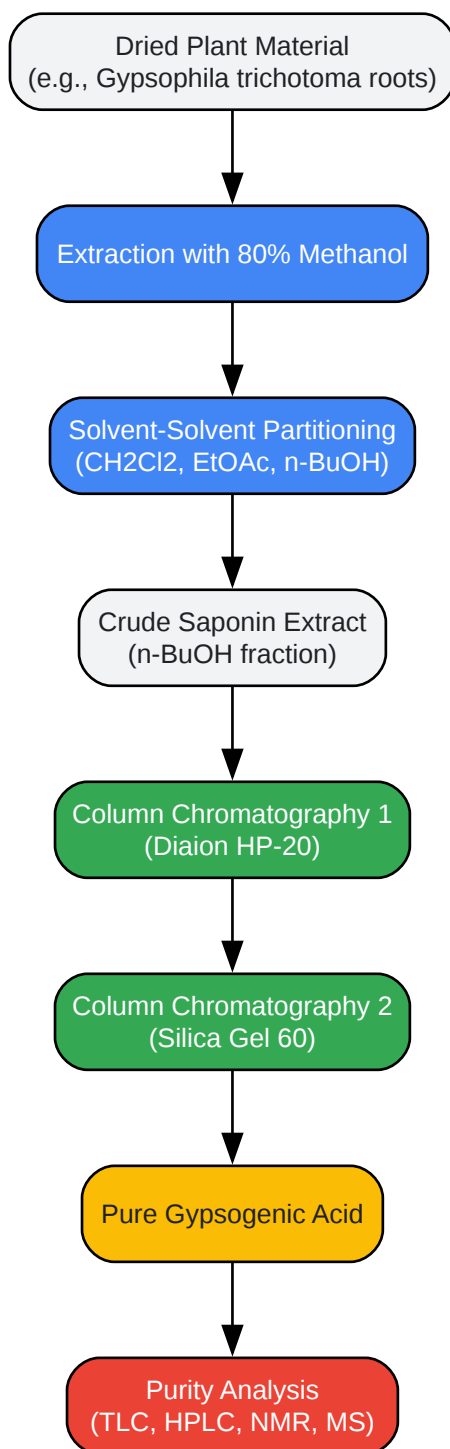 Dried Plant Material
(e.g., Gypsophila trichotoma roots)
Extraction with 80% Methanol
Solvent-Solvent Partitioning
(CH2Cl2, EtOAc, n-BuOH)
Crude Saponin Extract
(n-BuOH fraction)
Column Chromatography 1
(Diaion HP-20)
Column Chromatography 2
(Silica Gel 60)
Pure Gypsogenic Acid
Purity Analysis
(TLC, HPLC, NMR, MS)